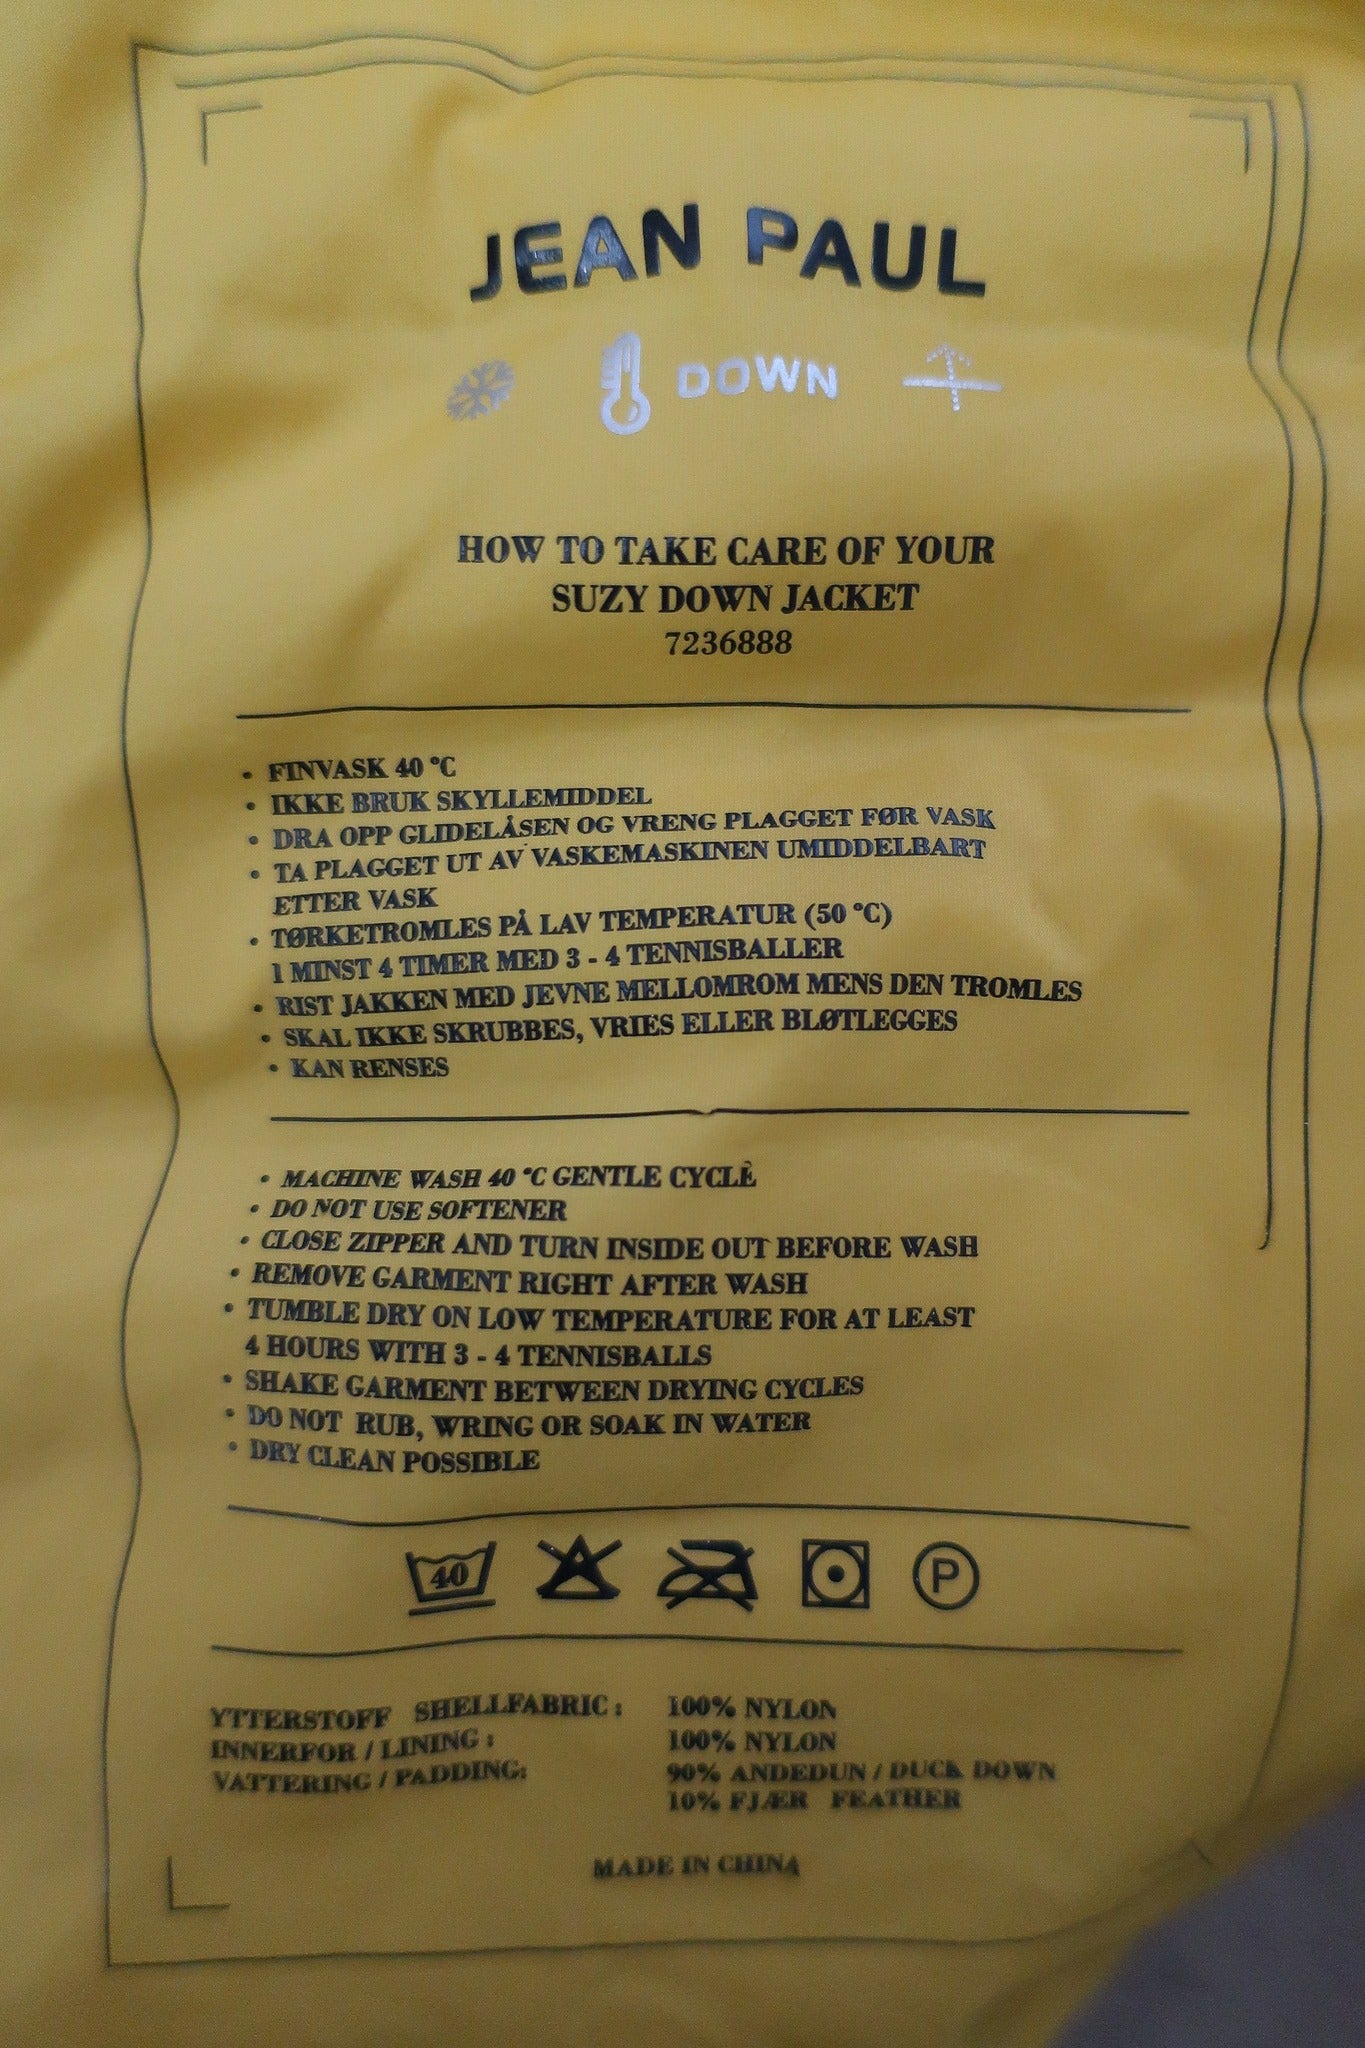 JEAN PAUL
DOWN
HOW TO TAKE CARE OF YOUR
SUZY DOWN JACKET
7236888
• FINVASK 40 °C
• IKKE BRUK SKYLLEMIDDEL
• DRA OPP GLIDELÅSEN OG VRENG PLAGGET FØR VASK
• TA PLAGGET UT AV VASKEMASKINEN UMIDDELBART
ETTER VASK
• TØRKETROMLES PÅ LAV TEMPERATUR (50 °C)
I MINST 4 TIMER MED 3 - 4 TENNISBALLER
• RIST JAKKEN MED JEVNE MELLOMROM MENS DEN TROMLES
• SKAL IKKE SKRUBBES, VRIES ELLER BLØTLEGGES
• KAN RENSES
• MACHINE WASH 40 °C GENTLE CYCLE
• DO NOT USE SOFTENER
• CLOSE ZIPPER AND TURN INSIDE OUT BEFORE WASH
• REMOVE GARMENT RIGHT AFTER WASH
• TUMBLE DRY ON LOW TEMPERATURE FOR AT LEAST
4 HOURS WITH 3 - 4 TENNISBALLS
• SHAKE GARMENT BETWEEN DRYING CYCLES
• DO NOT RUB, WRING OR SOAK IN WATER
• DRY CLEAN POSSIBLE
40 P
YTTERSTOFF SHELLFABRIC : 100% NYLON
INNERFOR / LINING : 100% NYLON
VATTERING / PADDING: 90% ANDEDUN / DUCK DOWN
10% FJÆR FEATHER
MADE IN CHINA